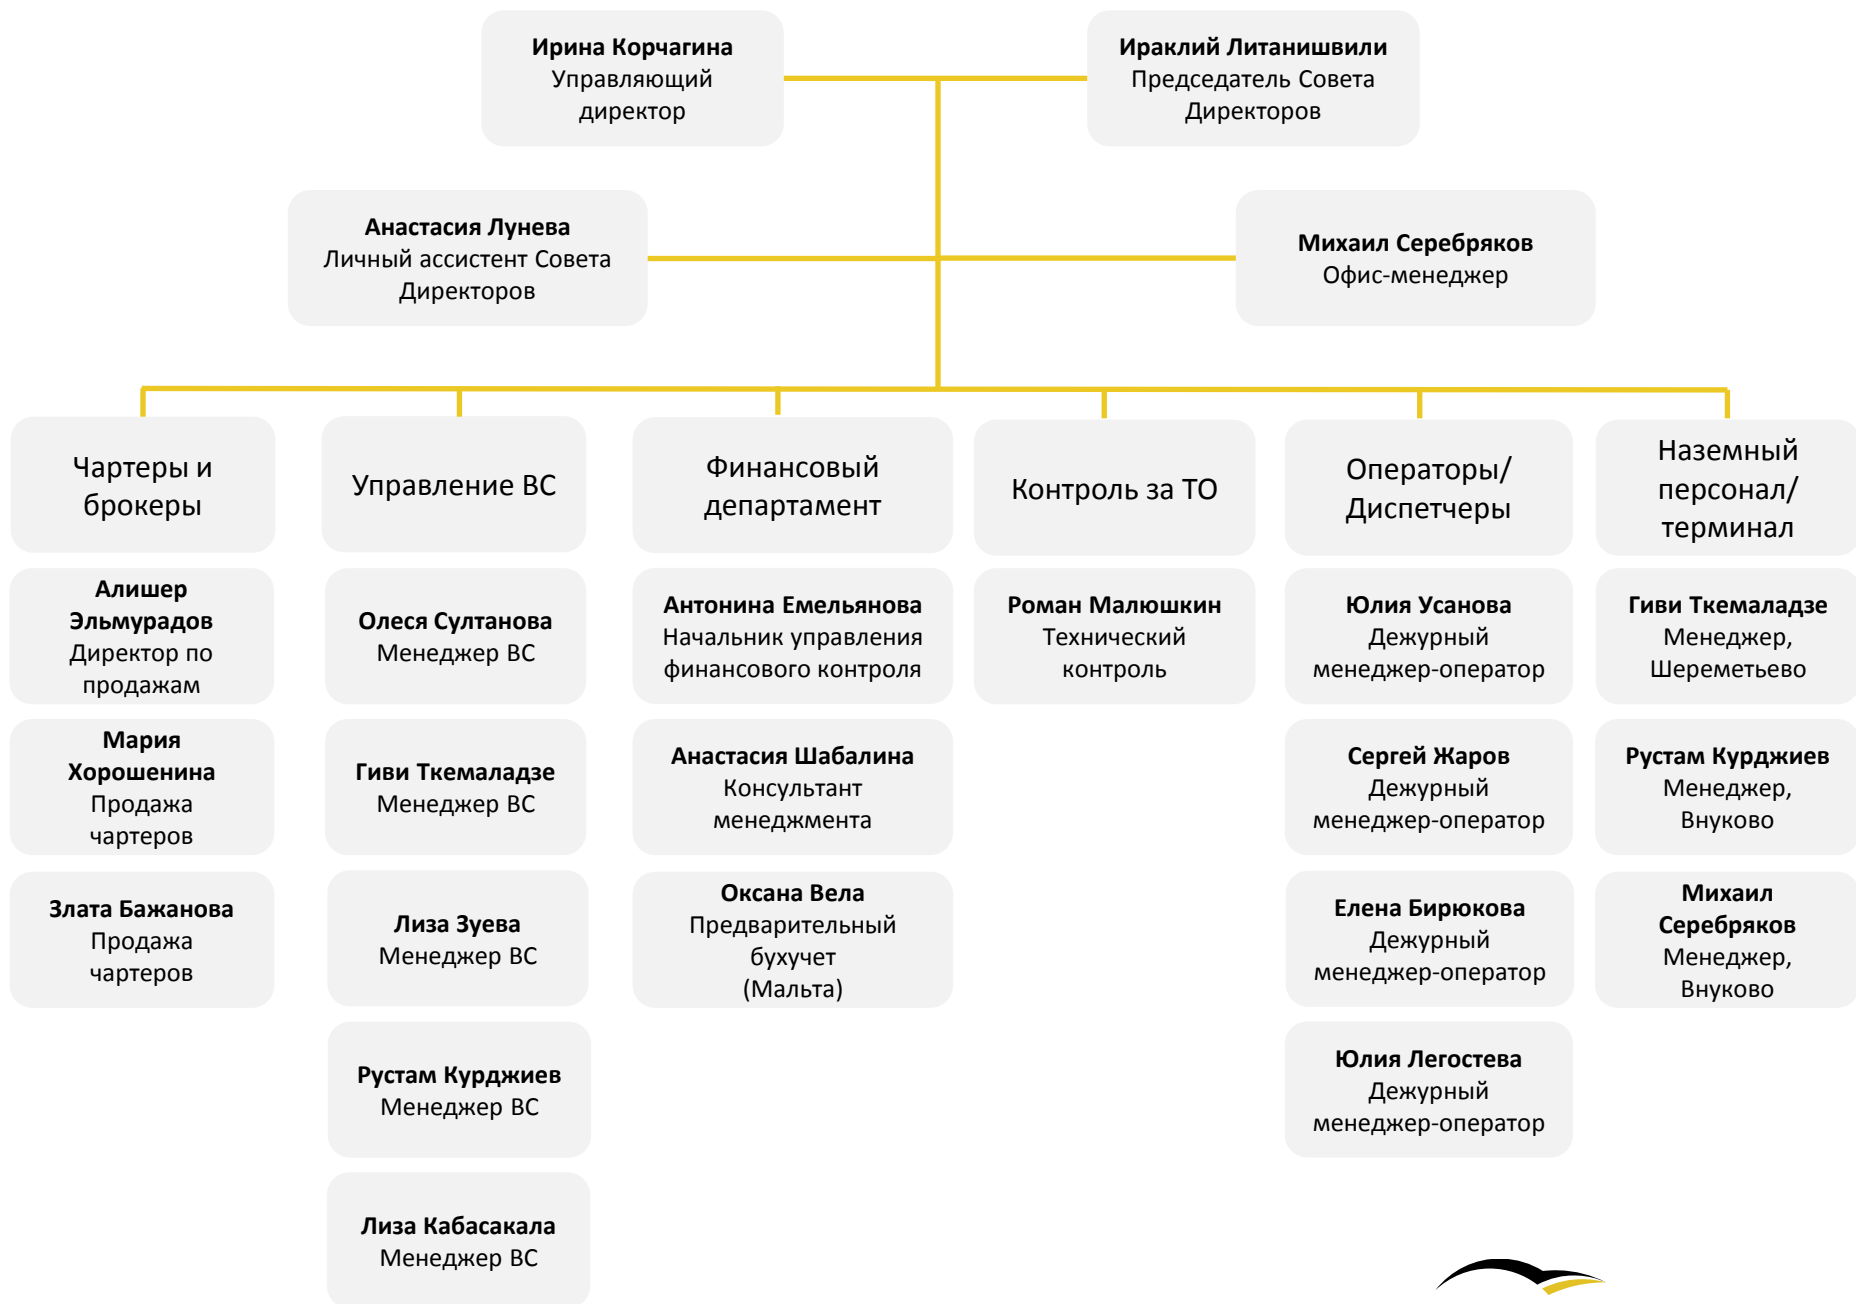 Ирина Корчагина
Управляющий
директор
Ираклий Литанишвили
Председатель Совета
Директоров
Анастасия Лунева
Личный ассистент Совета
Директоров
Михаил Серебряков
Офис-менеджер
Чартеры и
брокеры
Управление ВС
Финансовый
департамент
Контроль за ТО
Операторы/
Диспетчеры
Наземный
персонал/
терминал
Алишер
Эльмурадов
Директор по
продажам
Олеся Султанова
Менеджер ВС
Антонина Емельянова
Начальник управления
финансового контроля
Роман Малюшкин
Технический
контроль
Юлия Усанова
Дежурный
менеджер-оператор
Гиви Ткемаладзе
Менеджер,
Шереметьево
Мария
Хорошенина
Продажа
чартеров
Гиви Ткемаладзе
Менеджер ВС
Анастасия Шабалина
Консультант
менеджмента
Сергей Жаров
Дежурный
менеджер-оператор
Рустам Курджиев
Менеджер,
Внуково
Злата Бажанова
Продажа
чартеров
Лиза Зуева
Менеджер ВС
Оксана Вела
Предварительный
бухучет
(Мальта)
Елена Бирюкова
Дежурный
менеджер-оператор
Михаил
Серебряков
Менеджер,
Внуково
Рустам Курджиев
Менеджер ВС
Юлия Легостева
Дежурный
менеджер-оператор
Лиза Кабасакала
Менеджер ВС